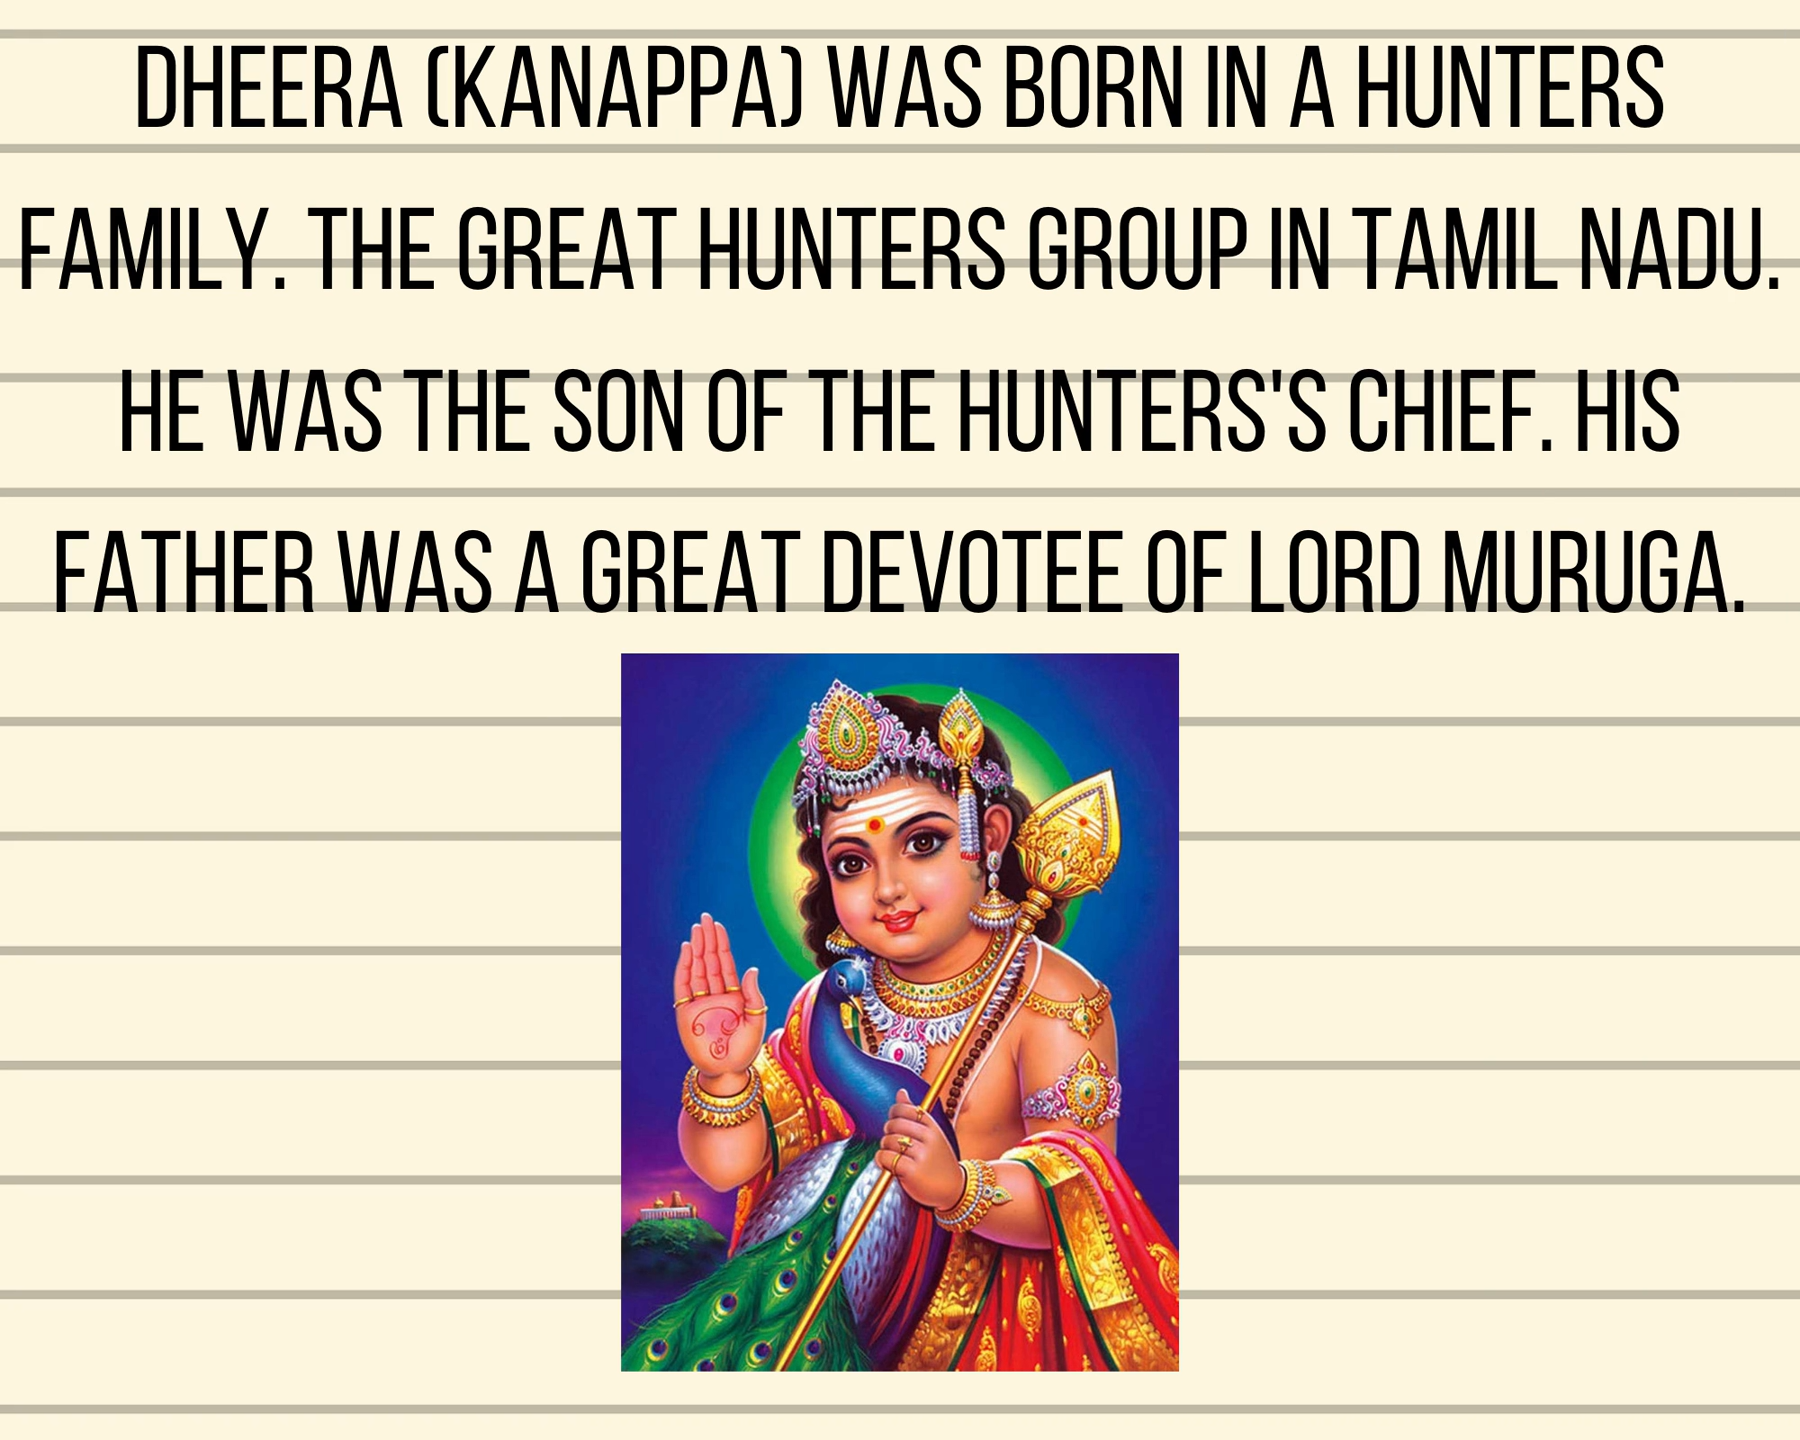 DHEERA (KANAPPA) WAS BORN IN A HUNTERS
FAMILY. THE GREAT HUNTERS GROUP IN TAMIL NADU.
HE WAS THE SON OF THE HUNTERS'S CHIEF. HIS
FATHER WAS A GREAT DEVOTEE OF LORD MURUGA.